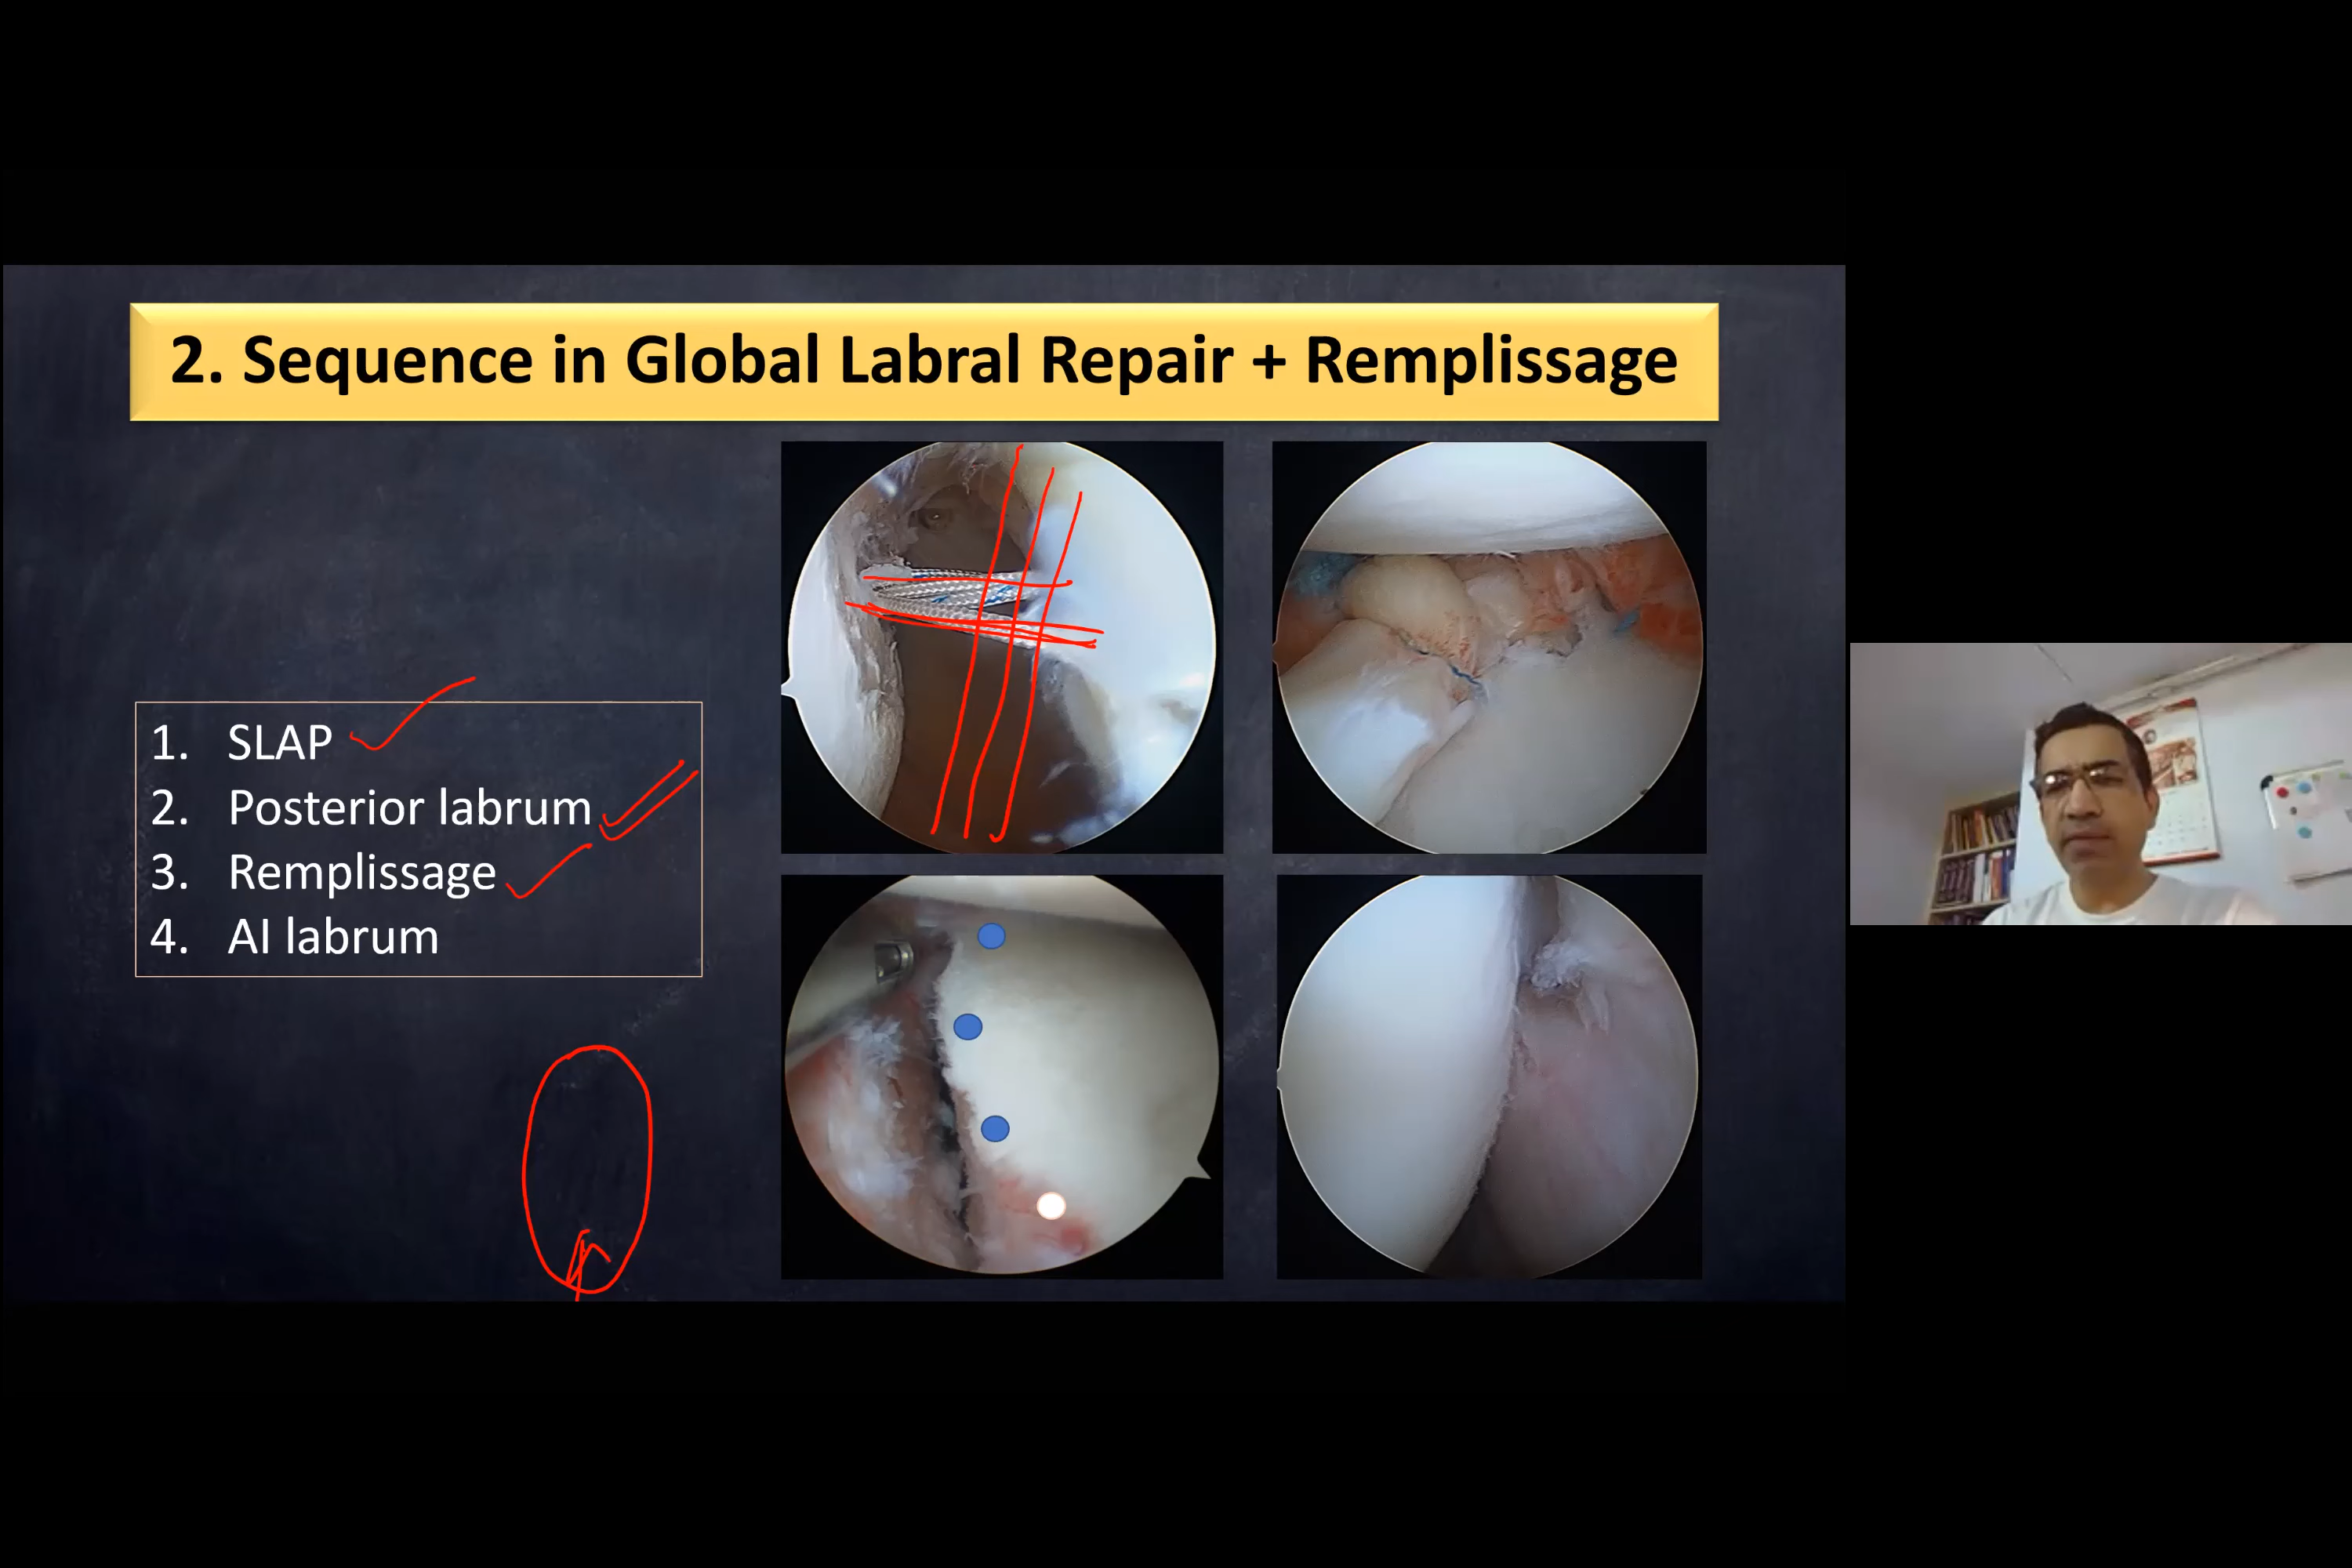 2. Sequence in Global Labral Repair + Remplissage
1. SLAP
2. Posterior labrum
3. Remplissage
4. AI labrum